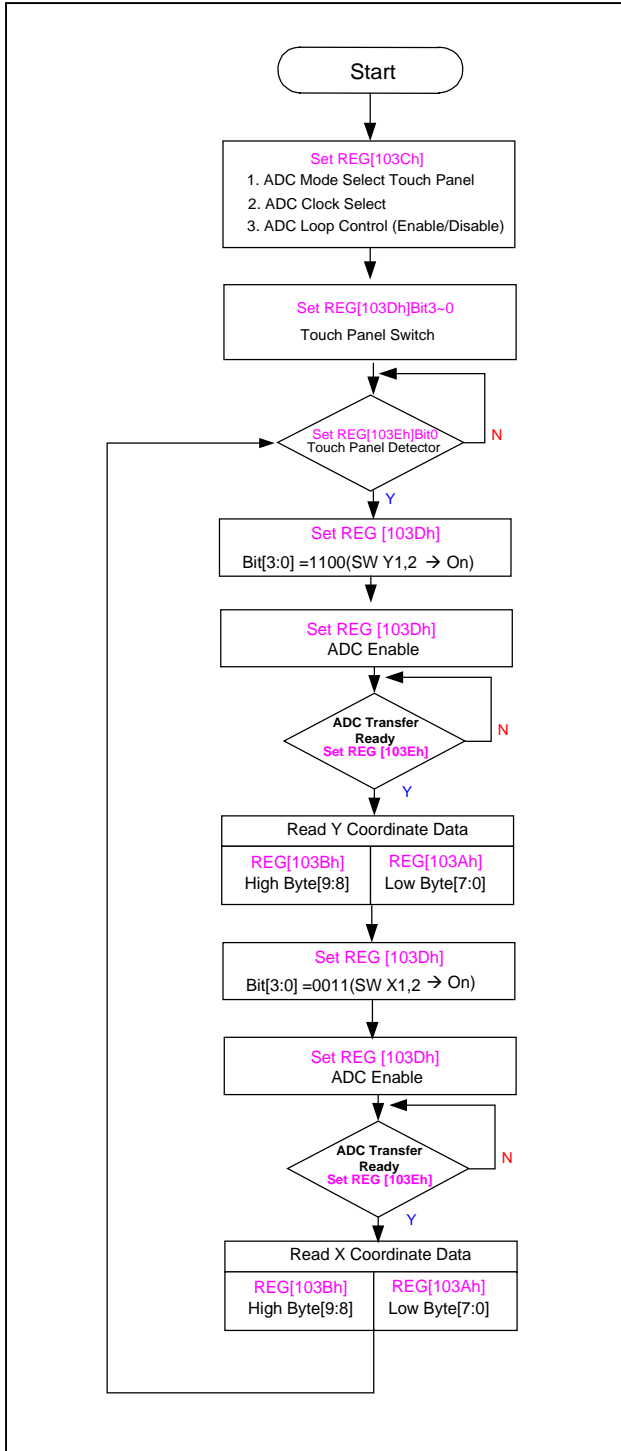 Start
Set REG[103Ch]
1. ADC Mode Select Touch Panel
2. ADC Clock Select
3. ADC Loop Control (Enable/Disable)
Set REG[103Dh]Bit3~0
Touch Panel Switch
Set REG[103Eh]Bit0
Touch Panel Detector
N
Y
Set REG [103Dh]
Bit[3:0] =1100(SW Y1,2 → On)
Set REG [103Dh]
ADC Enable
ADC Transfer
Ready
Set REG [103Eh]
N
Y
Read Y Coordinate Data
REG[103Bh] REG[103Ah]
High Byte[9:8] Low Byte[7:0]
Set REG [103Dh]
Bit[3:0] =0011(SW X1,2 → On)
Set REG [103Dh]
ADC Enable
ADC Transfer
Ready
Set REG [103Eh]
N
Y
Read X Coordinate Data
REG[103Bh] REG[103Ah]
High Byte[9:8] Low Byte[7:0]